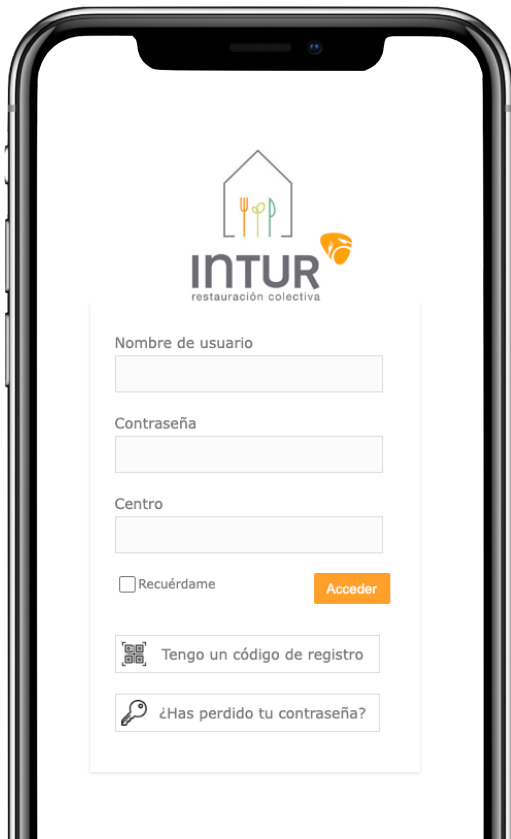 INTUR
restauración colectiva
Nombre de usuario
Contraseña
Centro
Recuérdame
Acceder
Tengo un código de registro
¿Has perdido tu contraseña?